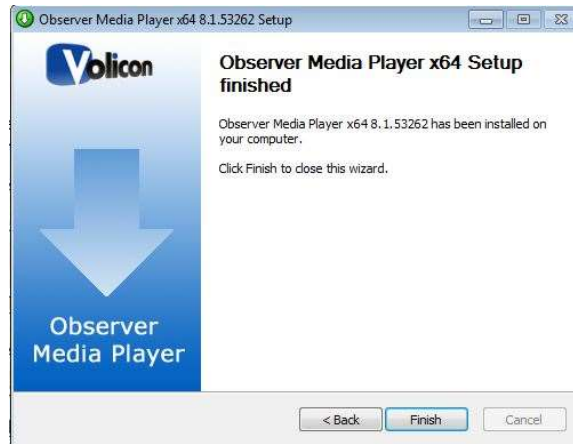 Observer Media Player x64 8.1.53262 Setup
Volicon
Observer Media Player x64 Setup
finished
Observer Media Player x64 8.1.53262 has been installed on
your computer.
Click Finish to close this wizard.
Observer
Media Player
< Back
Finish
Cancel